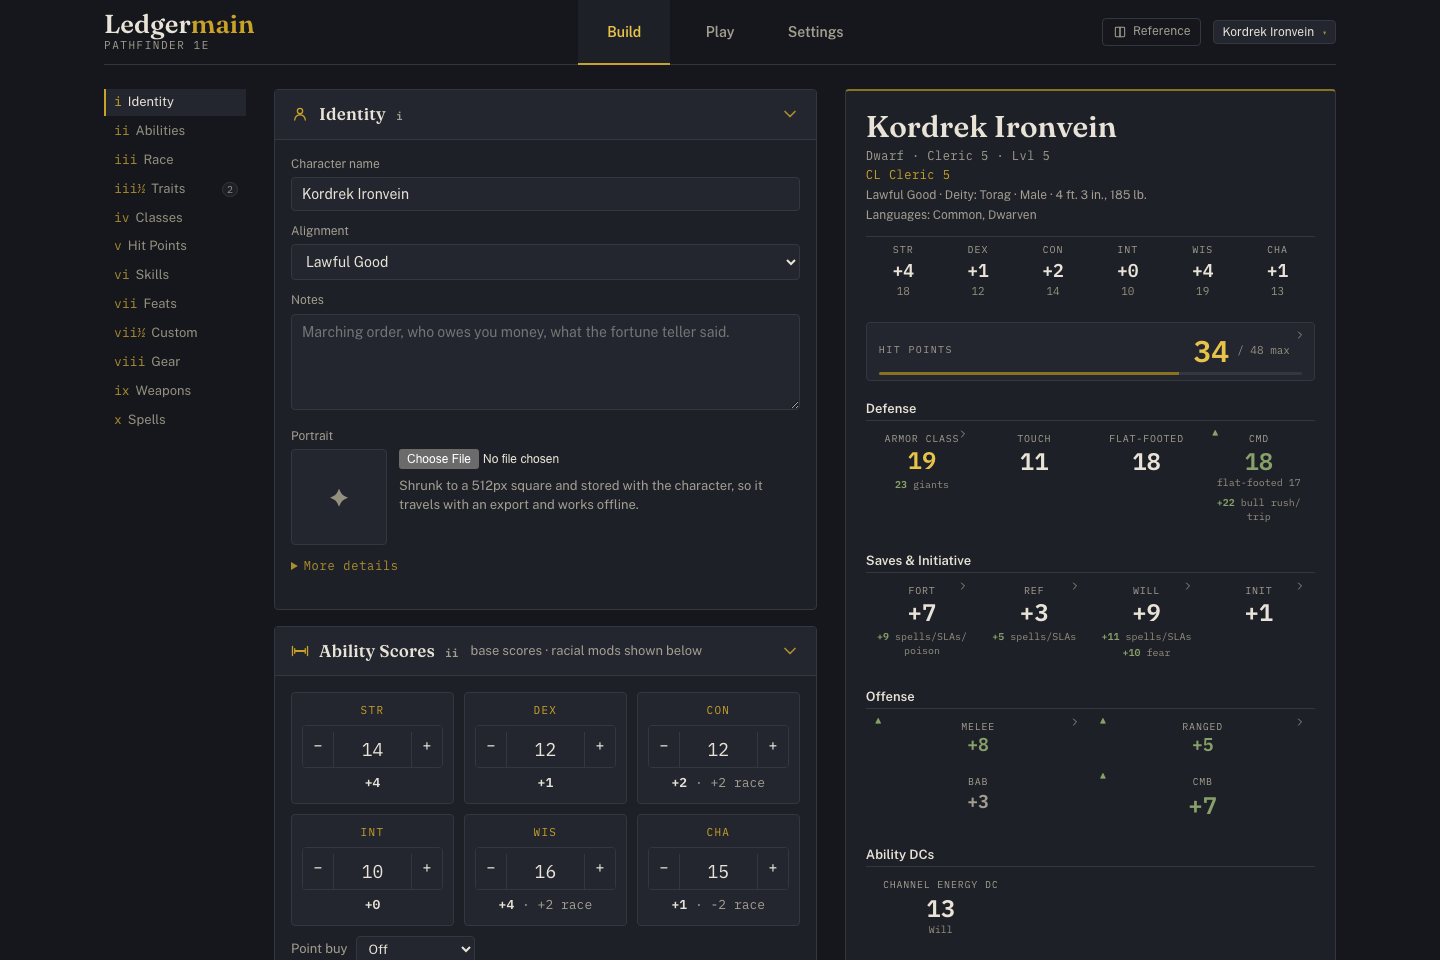 Ledgermain
PATHFINDER 1E
Build
Play
Settings
Reference
Kordrek Ironvein
i Identity
ii Abilities
iii Race
iii½ Traits 2
iv Classes
v Hit Points
vi Skills
vii Feats
vii½ Custom
viii Gear
ix Weapons
x Spells
Identity i
Character name
Kordrek Ironvein
Alignment
Lawful Good
Notes
Marching order, who owes you money, what the fortune teller said.
Portrait
Choose File No file chosen
Shrunk to a 512px square and stored with the character, so it
travels with an export and works offline.
More details
Ability Scores ii base scores · racial mods shown below
STR DEX CON
− 14 + − 12 + − 12 +
+4 +1 +2 · +2 race
INT WIS CHA
− 10 + − 16 + − 15 +
+0 +4 · +2 race +1 · -2 race
Point buy Off
Kordrek Ironvein
Dwarf · Cleric 5 · Lvl 5
CL Cleric 5
Lawful Good · Deity: Torag · Male · 4 ft. 3 in., 185 lb.
Languages: Common, Dwarven
STR DEX CON INT WIS CHA
+4 +1 +2 +0 +4 +1
18 12 14 10 19 13
HIT POINTS 34 / 48 max
Defense
ARMOR CLASS TOUCH FLAT-FOOTED CMD
19 11 18 18
23 giants flat-footed 17
+22 bull rush/
trip
Saves & Initiative
FORT REF WILL INIT
+7 +3 +9 +1
+9 spells/SLAs/ +5 spells/SLAs +11 spells/SLAs
poison +10 fear
Offense
MELEE RANGED
+8 +5
BAB CMB
+3 +7
Ability DCs
CHANNEL ENERGY DC
13
Will